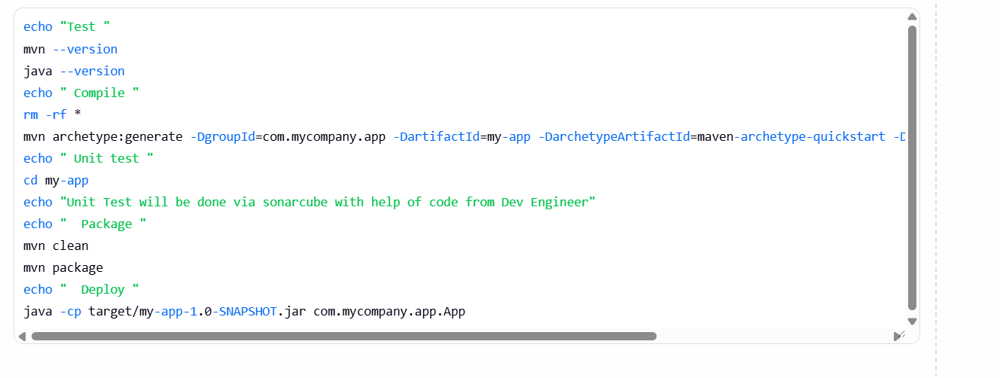 echo "Test "
mvn --version
java --version
echo " Compile "
rm -rf *
mvn archetype:generate -DgroupId=com.mycompany.app -DartifactId=my-app -DarchetypeArtifactId=maven-archetype-quickstart -D
echo " Unit test "
cd my-app
echo "Unit Test will be done via sonarcube with help of code from Dev Engineer"
echo "  Package "
mvn clean
mvn package
echo "  Deploy "
java -cp target/my-app-1.0-SNAPSHOT.jar com.mycompany.app.App